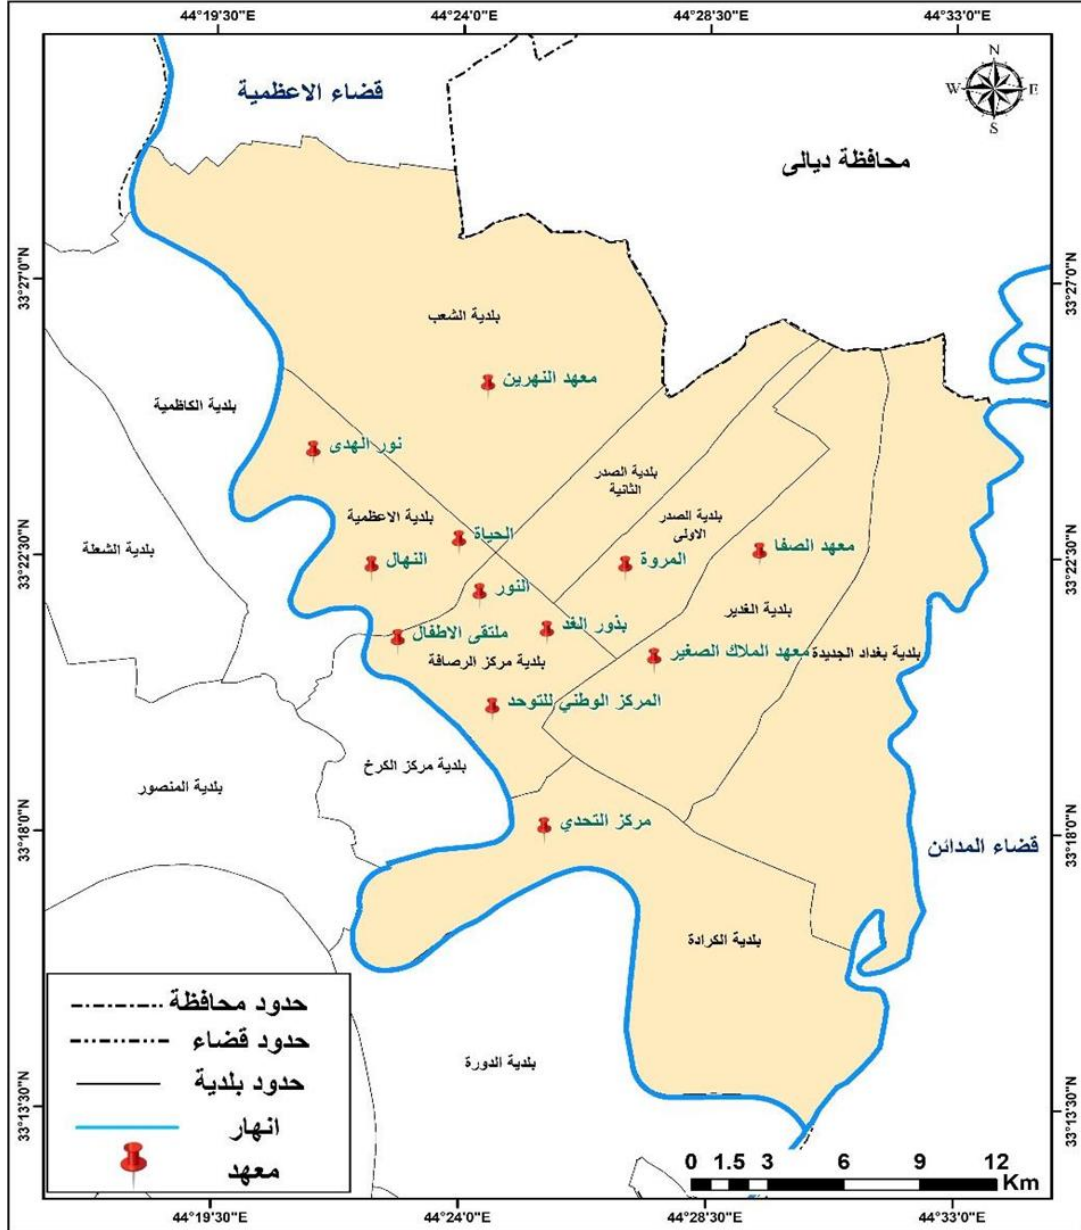 44°19'30"E 44°24'0"E 44°28'30"E 44°33'0"E
N
W E
S
قضاء الاعظمية
محافظة ديالى
33°27'0"N
33°27'0"N
بلدية الشعب
معهد النهرين
بلدية الكاظمية
نور الهدى
بلدية الصدر
الثانية
بلدية الصدر
الاولى
بلدية الاعظمية
الحياة
معهد الصفا
بلدية الشعلة
النهال
المروة
33°22'30"N
33°22'30"N
النور
بلدية الغدير
بذور الغد
ملتقى الاطفال
بلدية مركز الرصافة
معهد الملاك الصغير
بلدية بغداد الجديدة
المركز الوطني للتوحد
بلدية مركز الكرخ
بلدية المنصور
مركز التحدي
33°18'0"N
33°18'0"N
قضاء المدائن
بلدية الكرادة
بلدية الدورة
حدود محافظة
حدود قضاء
حدود بلدية
انهار
معهد
33°13'30"N
33°13'30"N
0 1.5 3 6 9 12
Km
44°19'30"E 44°24'0"E 44°28'30"E 44°33'0"E